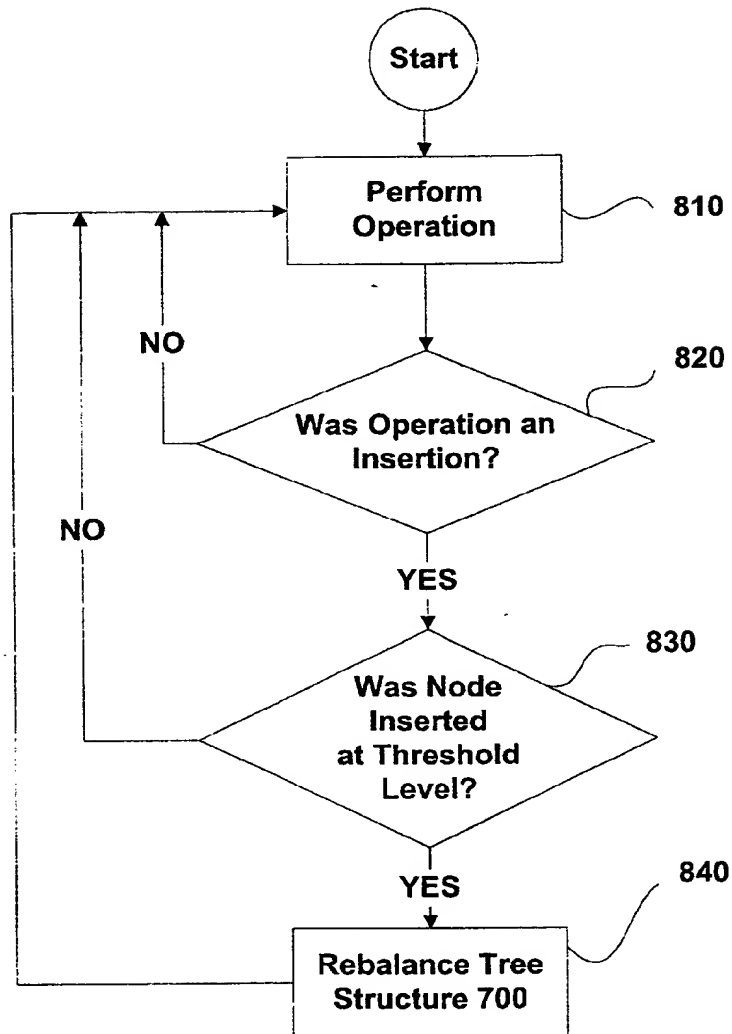 Start
Perform
Operation
810
NO
820
Was Operation an
Insertion?
NO
YES
830
Was Node
Inserted
at Threshold
Level?
YES
840
Rebalance Tree
Structure 700